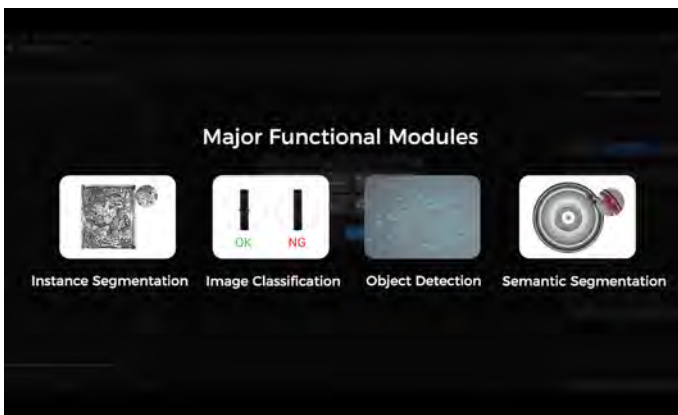 Major Functional Modules
OK NG
Instance Segmentation Image Classification Object Detection Semantic Segmentation